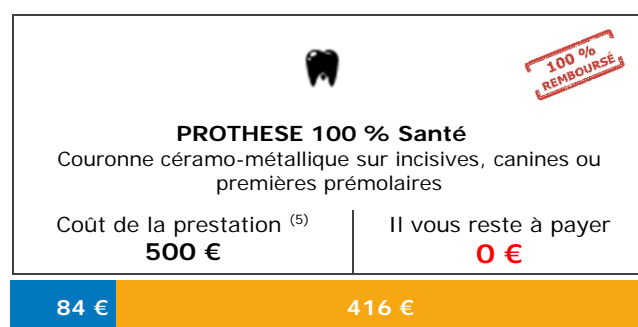 100 %
REMBOURSÉ
PROTHESE 100 % Santé
Couronne céramo-métallique sur incisives, canines ou
premières prémolaires
Coût de la prestation (5)
500 €
Il vous reste à payer
0 €
84 €
416 €